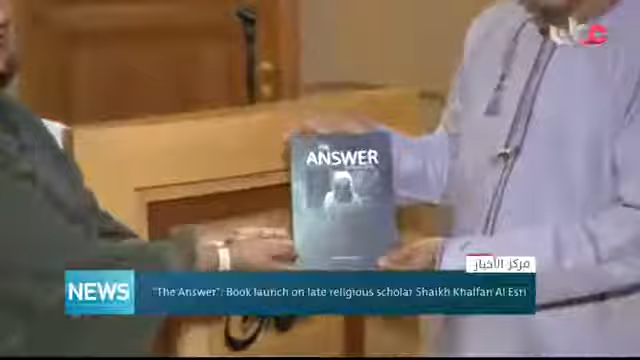 ANSWER
مركز الأخبار
NEWS
"The Answer": Book launch on late religious scholar Shaikh Khalfan Al Esri